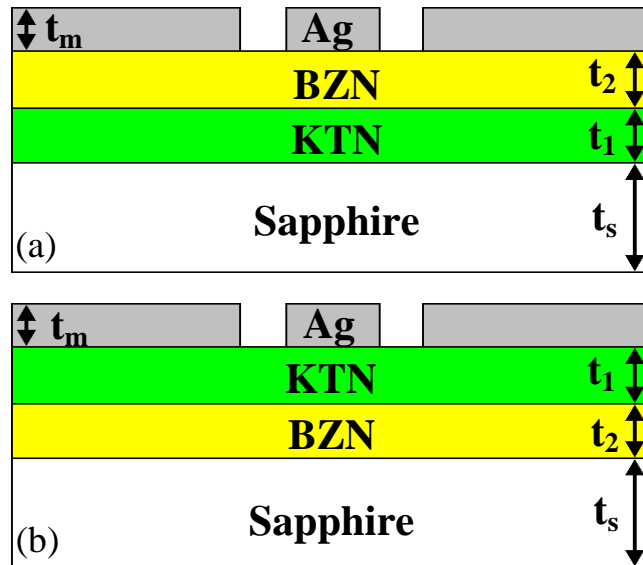 tm Ag
BZN t2
KTN t1
Sapphire ts
(a)
tm Ag
KTN t1
BZN t2
Sapphire ts
(b)